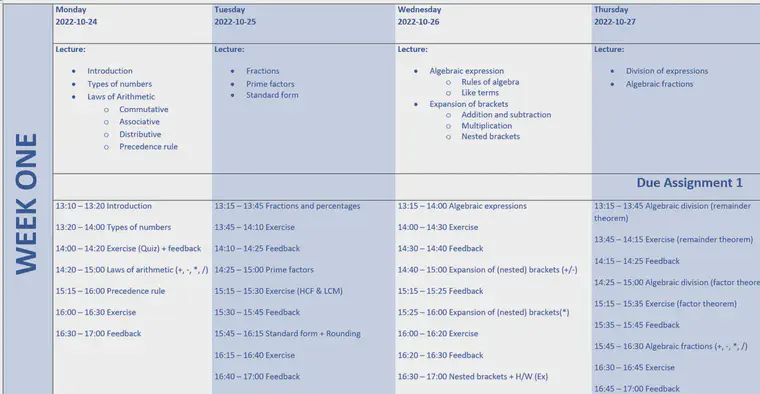 WEEK ONE
Monday
2022-10-24
Lecture:
• Introduction
• Types of numbers
• Laws of Arithmetic
o Commutative
o Associative
o Distributive
o Precedence rule
13:10 – 13:20 Introduction
13:20 – 14:00 Types of numbers
14:00 – 14:20 Exercise (Quiz) + feedback
14:20 – 15:00 Laws of arithmetic (+, -, *, /)
15:15 – 16:00 Precedence rule
16:00 – 16:30 Exercise
16:30 – 17:00 Feedback
Tuesday
2022-10-25
Lecture:
• Fractions
• Prime factors
• Standard form
13:15 – 13:45 Fractions and percentages
13:45 – 14:10 Exercise
14:10 – 14:25 Feedback
14:25 – 15:00 Prime factors
15:15 – 15:30 Exercise (HCF & LCM)
15:30 – 15:45 Feedback
15:45 – 16:15 Standard form + Rounding
16:15 – 16:40 Exercise
16:40 – 17:00 Feedback
Wednesday
2022-10-26
Lecture:
• Algebraic expression
o Rules of algebra
o Like terms
• Expansion of brackets
o Addition and subtraction
o Multiplication
o Nested brackets
13:15 – 14:00 Algebraic expressions
14:00 – 14:30 Exercise
14:30 – 14:40 Feedback
14:40 – 15:00 Expansion of (nested) brackets (+/-)
15:15 – 15:25 Feedback
15:25 – 16:00 Expansion of (nested) brackets(*)
16:00 – 16:20 Exercise
16:20 – 16:30 Feedback
16:30 – 17:00 Nested brackets + H/W (Ex)
Thursday
2022-10-27
Lecture:
• Division of expressions
• Algebraic fractions
Due Assignment 1
13:15 – 13:45 Algebraic division (remainder
theorem)
13:45 – 14:15 Exercise (remainder theorem)
14:15 – 14:25 Feedback
14:25 – 15:00 Algebraic division (factor theore
15:15 – 15:35 Exercise (factor theorem)
15:35 – 15:45 Feedback
15:45 – 16:30 Algebraic fractions (+, -, *, /)
16:30 – 16:45 Exercise
16:45 – 17:00 Feedback